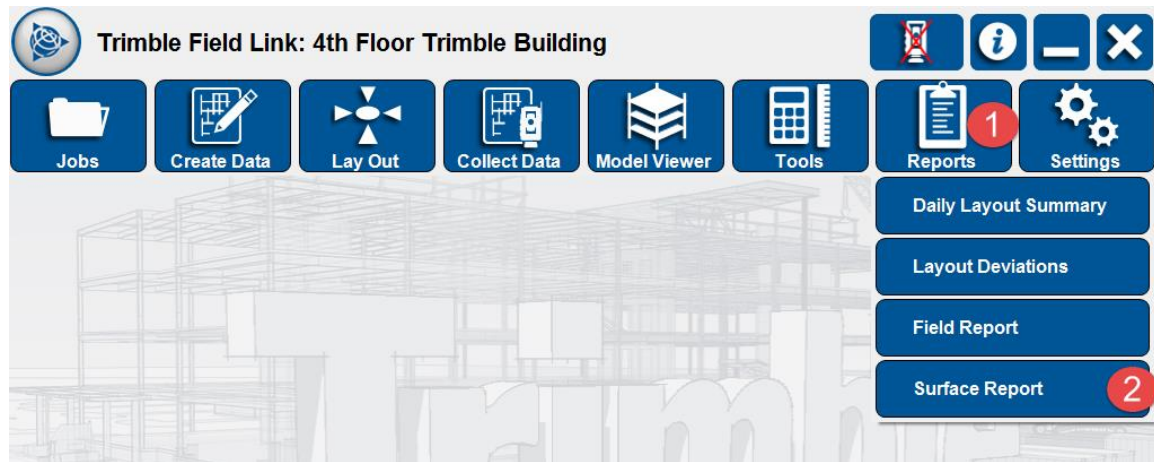 Trimble Field Link: 4th Floor Trimble Building
Jobs
Create Data
Lay Out
Collect Data
Model Viewer
Tools
Reports
1
Settings
Daily Layout Summary
Layout Deviations
Field Report
Surface Report
2
Trimble